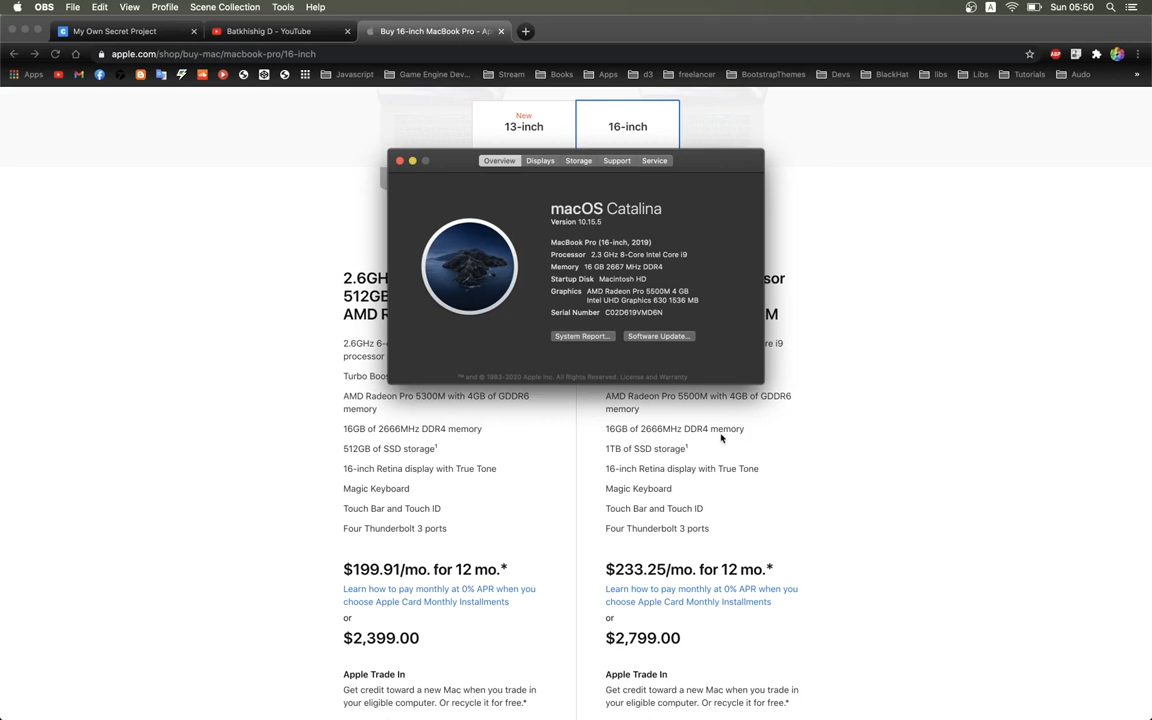 OBS File Edit View Profile Scene Collection Tools Help A Sun 05:50
My Own Secret Project × Batkhishig D - YouTube × Buy 16-inch MacBook Pro - Ap × +
apple.com/shop/buy-mac/macbook-pro/16-inch ABP
Apps Javascript Game Engine Dev... Stream Books Apps d3 freelancer BootstrapThemes Devs BlackHat libs Libs Tutorials Audo »
New
13-inch
16-inch
Overview Displays Storage Support Service
macOS Catalina
Version 10.15.5
MacBook Pro (16-inch, 2019)
Processor 2.3 GHz 8-Core Intel Core i9
Memory 16 GB 2667 MHz DDR4
Startup Disk Macintosh HD
Graphics AMD Radeon Pro 5500M 4 GB
Intel UHD Graphics 630 1536 MB
Serial Number C02D619VMD6N
System Report... Software Update...
™ and © 1983-2020 Apple Inc. All Rights Reserved. License and Warranty
2.6GH
512GB
AMD R
2.6GHz 6-
processor
Turbo Boos
AMD Radeon Pro 5300M with 4GB of GDDR6
memory
16GB of 2666MHz DDR4 memory
512GB of SSD storage¹
16-inch Retina display with True Tone
Magic Keyboard
Touch Bar and Touch ID
Four Thunderbolt 3 ports
$199.91/mo. for 12 mo.*
Learn how to pay monthly at 0% APR when you
choose Apple Card Monthly Installments
or
$2,399.00
Apple Trade In
Get credit toward a new Mac when you trade in
your eligible computer. Or recycle it for free.*
sor
M
re i9
AMD Radeon Pro 5500M with 4GB of GDDR6
memory
16GB of 2666MHz DDR4 memory
1TB of SSD storage¹
16-inch Retina display with True Tone
Magic Keyboard
Touch Bar and Touch ID
Four Thunderbolt 3 ports
$233.25/mo. for 12 mo.*
Learn how to pay monthly at 0% APR when you
choose Apple Card Monthly Installments
or
$2,799.00
Apple Trade In
Get credit toward a new Mac when you trade in
your eligible computer. Or recycle it for free.*